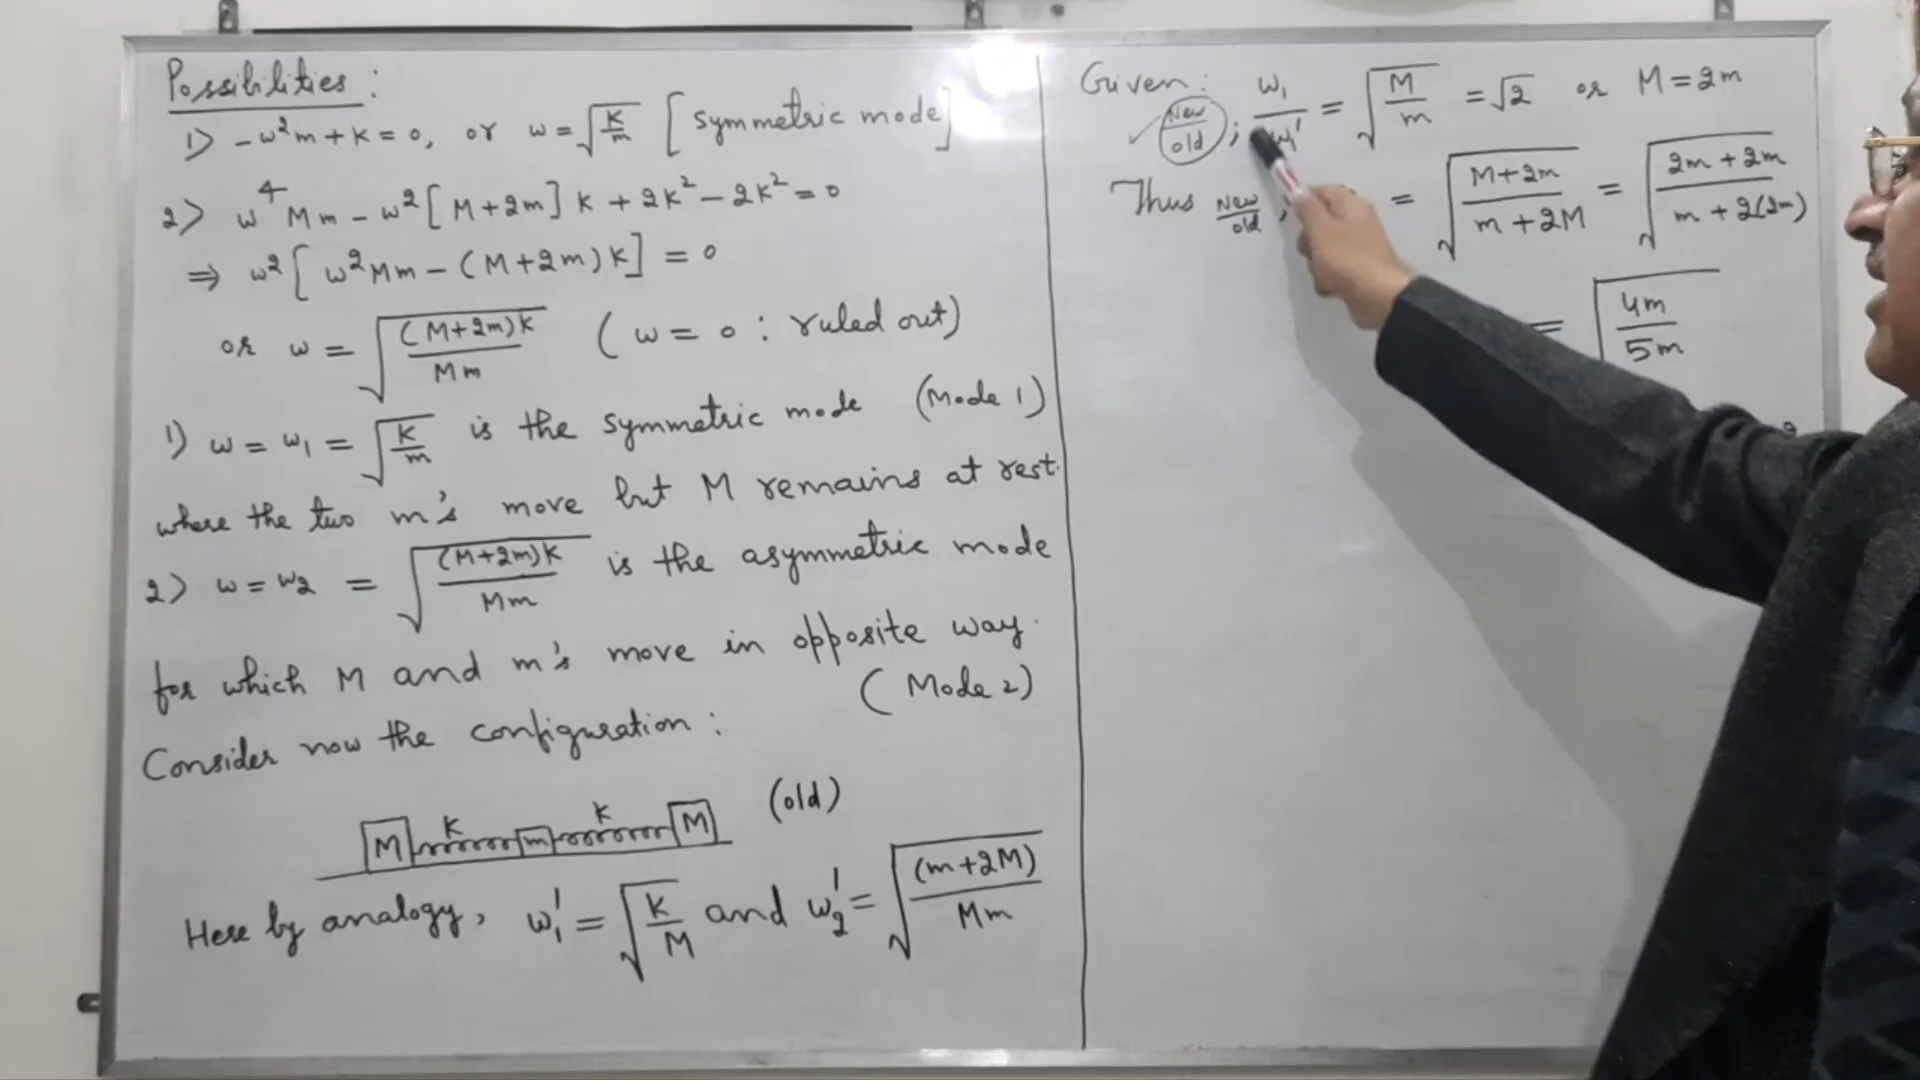 Possibilities :
1) -ω²m + k = 0, or ω = √(k/m) [symmetric mode]
2) ω⁴Mm - ω²[M+2m]k + 2k² - 2k² = 0
⇒ ω²[ω²Mm - (M+2m)k] = 0
or ω = √((M+2m)k/Mm) (ω = 0 : ruled out)
1) ω = ω₁ = √(k/m) is the symmetric mode (Mode 1)
where the two m's move but M remains at rest.
2) ω = ω₂ = √((M+2m)k/Mm) is the asymmetric mode
for which M and m's move in opposite way.
(Mode 2)
Consider now the configuration :
(old)
M k m k M
Here by analogy, ω₁' = √(k/M) and ω₂' = √((m+2M)/Mm)
Given : New/old ; ω₁/ω₁' = √(M/m) = √2 or M = 2m
Thus New/old, = √((M+2m)/(m+2M)) = √((2m+2m)/(m+2(2m)))
= √(4m/5m)